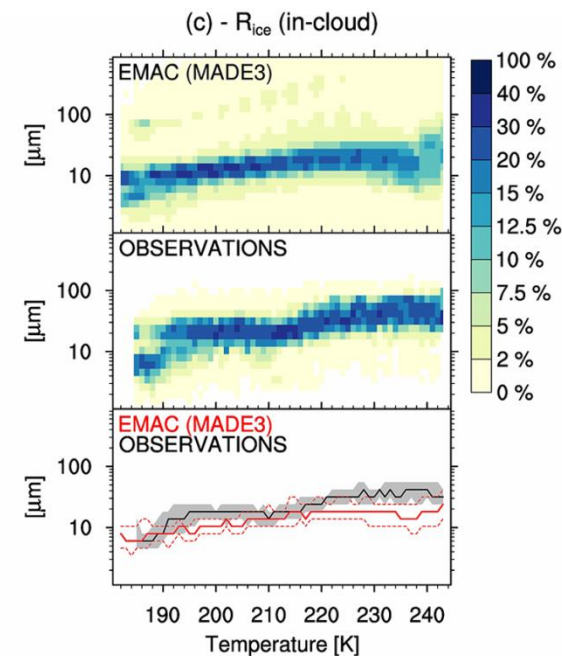 (c) - R_ice (in-cloud)
EMAC (MADE3)
[µm]
100
10
OBSERVATIONS
[µm]
100
10
EMAC (MADE3)
OBSERVATIONS
[µm]
100
10
190 200 210 220 230 240
Temperature [K]
100 %
40 %
30 %
20 %
15 %
12.5 %
10 %
7.5 %
5 %
2 %
0 %